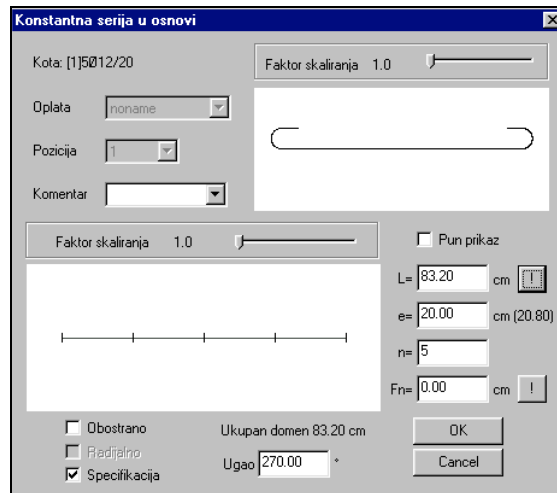 Konstantna serija u osnovi
Kota: [1]5Ø12/20
Faktor skaliranja 1.0
Oplata noname
Pozicija 1
Komentar
Faktor skaliranja 1.0
Pun prikaz
L= 83.20 cm !
e= 20.00 cm (20.80)
n= 5
Fn= 0.00 cm !
Obostrano
Radijalno
Specifikacija
Ukupan domen 83.20 cm
Ugao 270.00 °
OK
Cancel